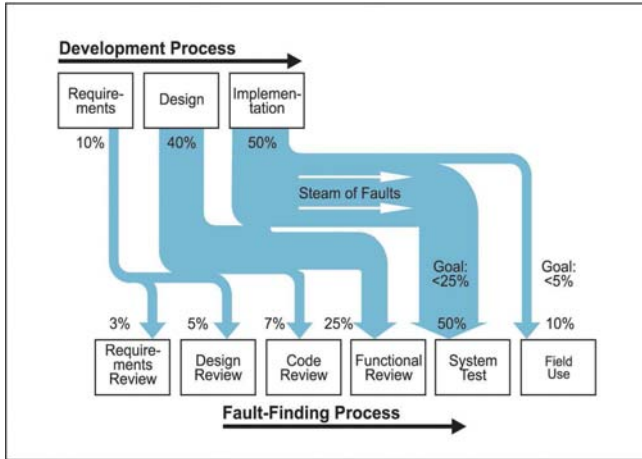 Development Process
Require-
ments
Design
Implemen-
tation
10%
40%
50%
Steam of Faults
Goal:
<25%
Goal:
<5%
3%
5%
7%
25%
50%
10%
Require-
ments
Review
Design
Review
Code
Review
Functional
Review
System
Test
Field
Use
Fault-Finding Process